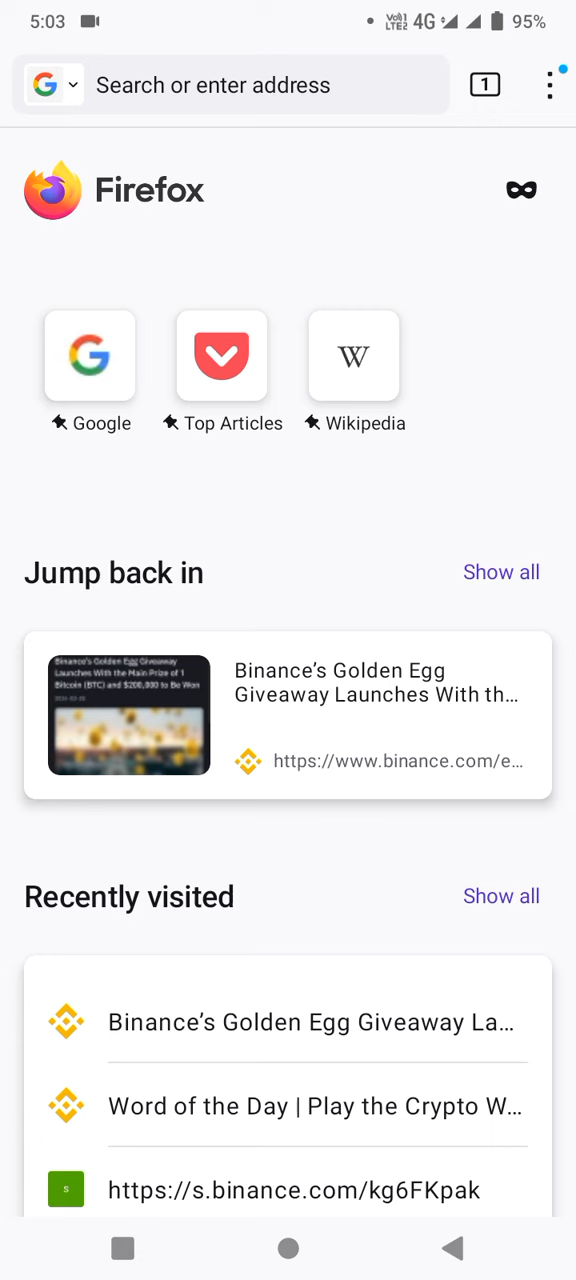 5:03 4G 95%
Search or enter address 1
Firefox
Google Top Articles Wikipedia
Jump back in Show all
Binance's Golden Egg Giveaway
Launches With the Main Prize of 1
Bitcoin (BTC) and $200,000 to Be Won
Binance’s Golden Egg
Giveaway Launches With th…
https://www.binance.com/e…
Recently visited Show all
Binance’s Golden Egg Giveaway La…
Word of the Day | Play the Crypto W…
s https://s.binance.com/kg6FKpak